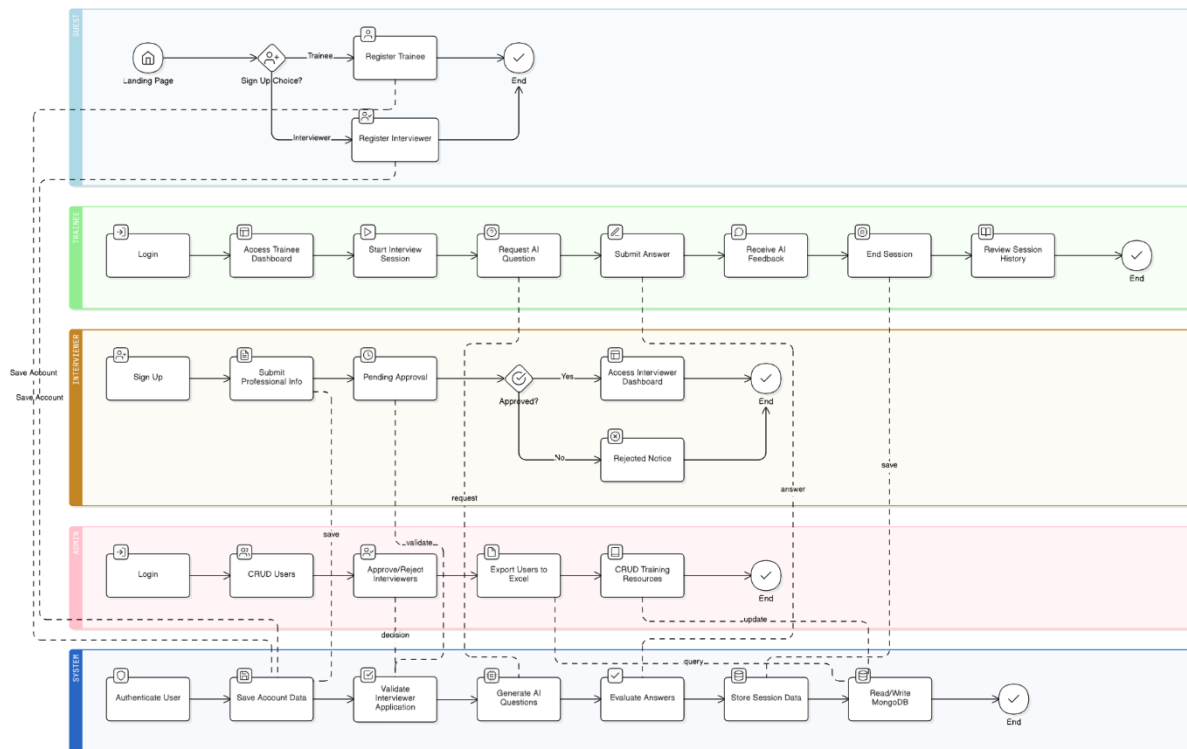 GUEST
Landing Page
Sign Up Choice?
Trainee
Register Trainee
End
Interviewer
Register Interviewer
TRAINEE
Login
Access Trainee
Dashboard
Start Interview
Session
Request AI
Question
Submit Answer
Receive AI
Feedback
End Session
Review Session
History
End
INTERVIEWER
Sign Up
Submit
Professional Info
Pending Approval
Approved?
Yes
Access Interviewer
Dashboard
End
No
Rejected Notice
Save Account
Save Account
save
request
answer
save
validate
ADMIN
Login
CRUD Users
Approve/Reject
Interviewers
Export Users to
Excel
CRUD Training
Resources
End
decision
update
query
SYSTEM
Authenticate User
Save Account Data
Validate
Interviewer
Application
Generate AI
Questions
Evaluate Answers
Store Session Data
Read/Write
MongoDB
End